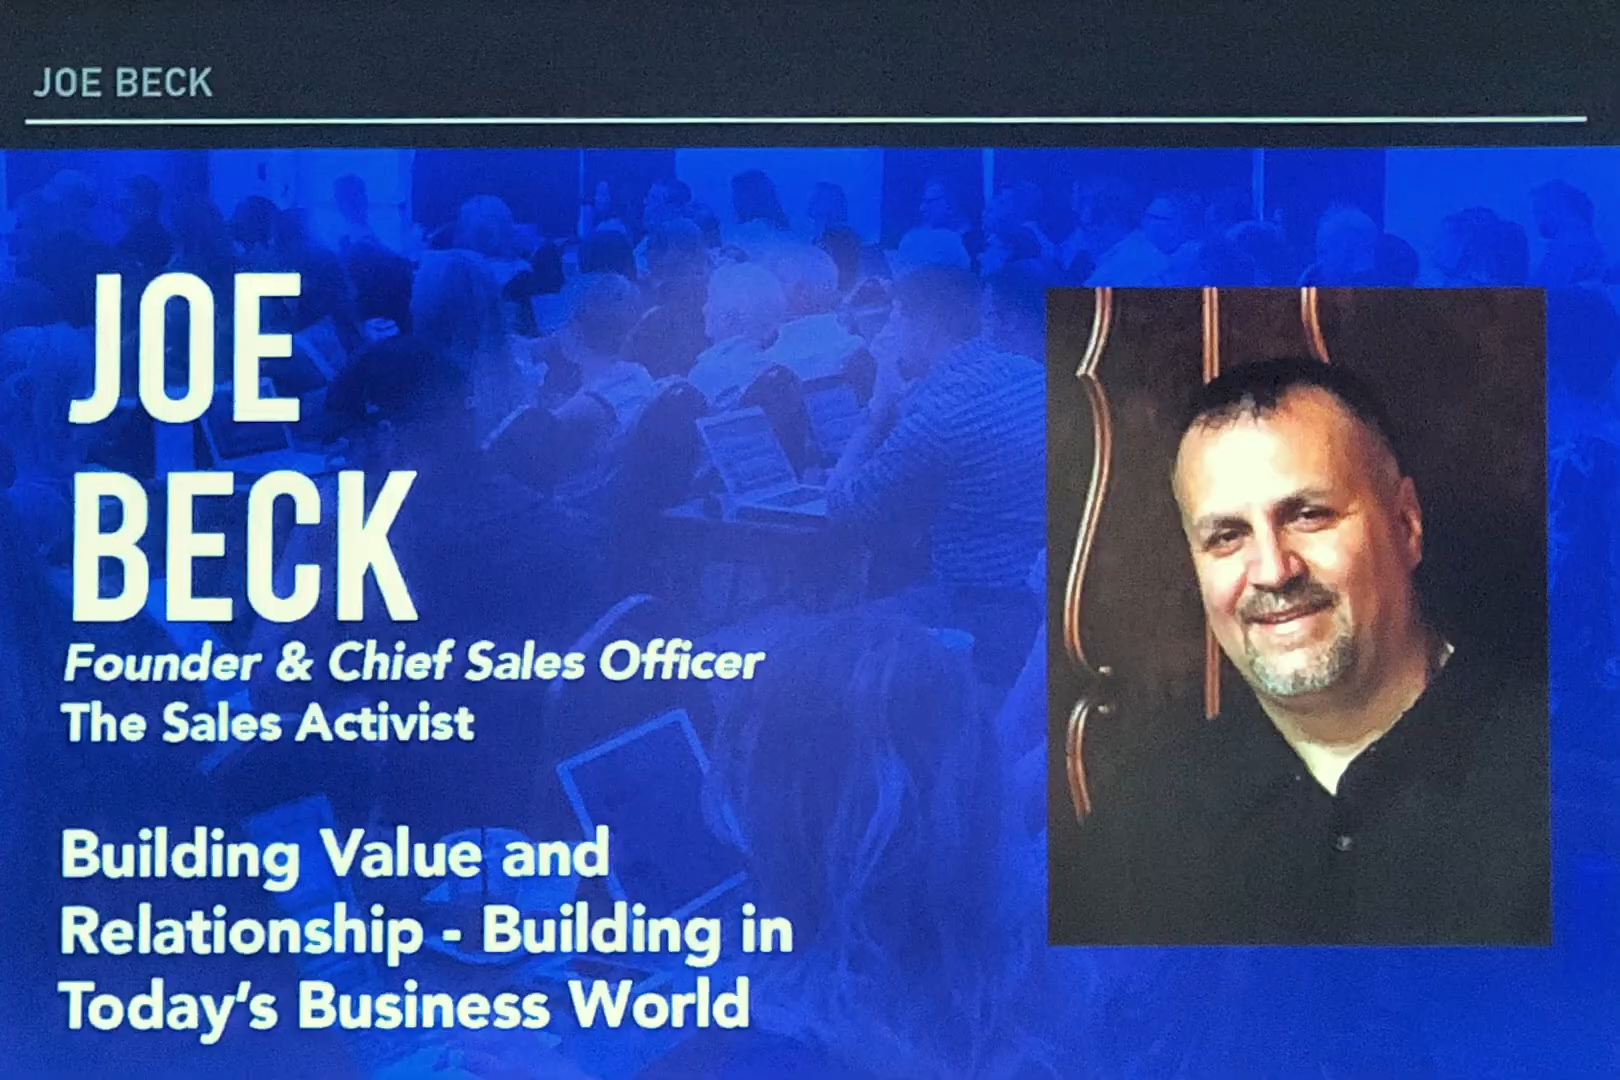 JOE BECK
JOE
BECK
Founder & Chief Sales Officer
The Sales Activist
Building Value and
Relationship - Building in
Today's Business World